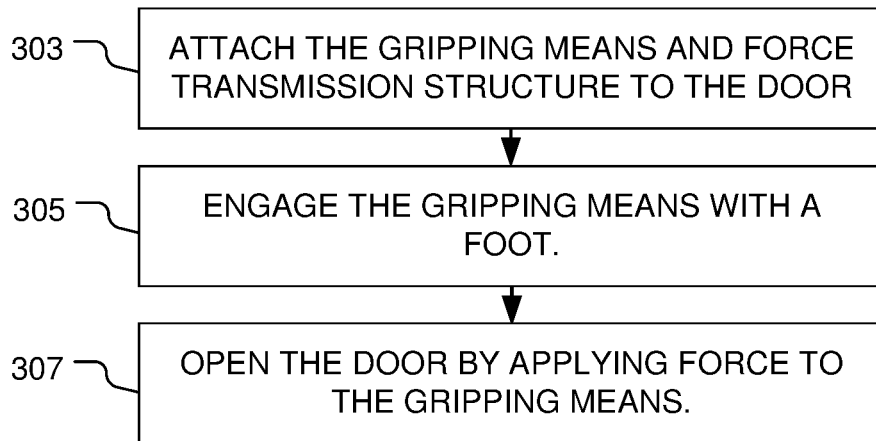 303
ATTACH THE GRIPPING MEANS AND FORCE
TRANSMISSION STRUCTURE TO THE DOOR
305
ENGAGE THE GRIPPING MEANS WITH A
FOOT.
307
OPEN THE DOOR BY APPLYING FORCE TO
THE GRIPPING MEANS.